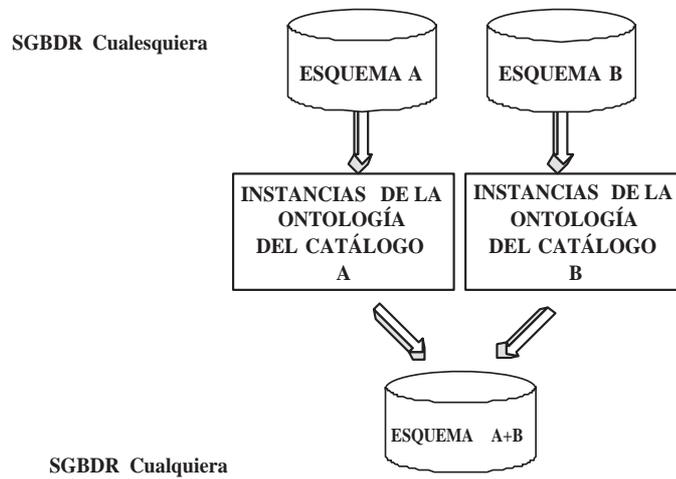 SGBDR Cualesquiera
ESQUEMA A
ESQUEMA B
INSTANCIAS DE LA
ONTOLOGÍA
DEL CATÁLOGO
A
INSTANCIAS DE LA
ONTOLOGÍA
DEL CATÁLOGO
B
ESQUEMA A+B
SGBDR Cualquiera